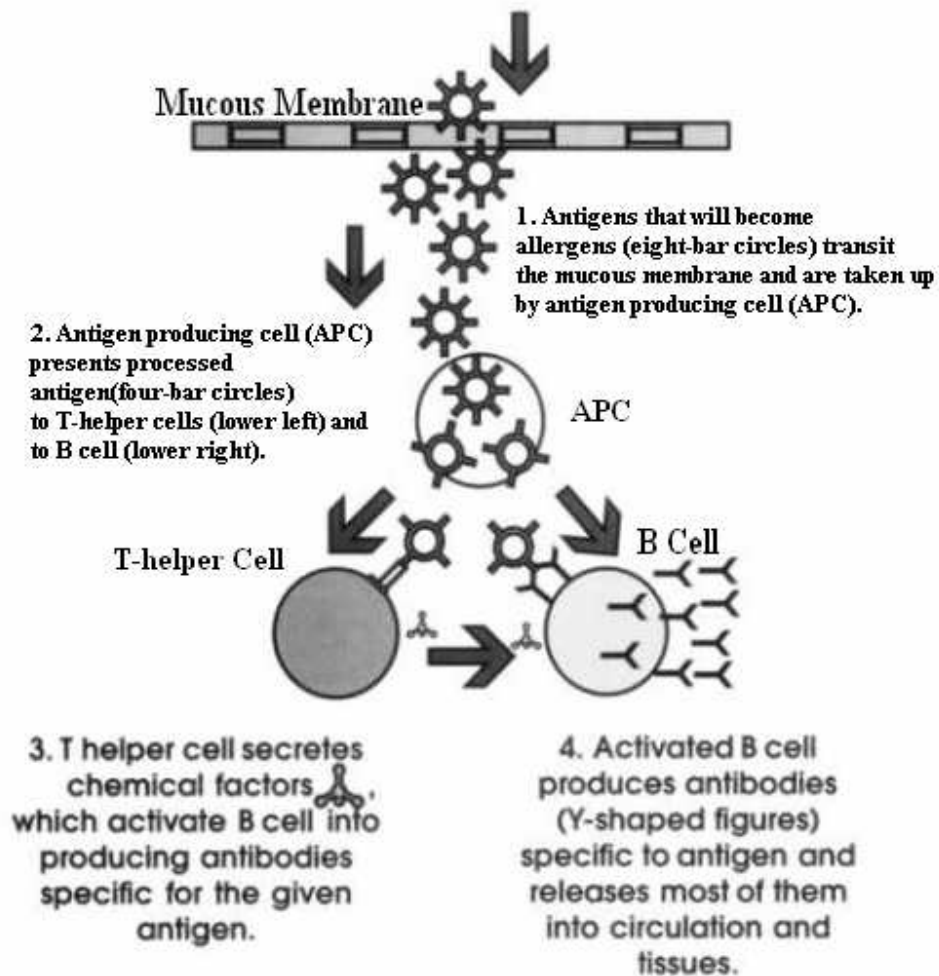 Mucous Membrane
1. Antigens that will become
allergens (eight-bar circles) transit
the mucous membrane and are taken up
by antigen producing cell (APC).
2. Antigen producing cell (APC)
presents processed
antigen(four-bar circles)
to T-helper cells (lower left) and
to B cell (lower right).
APC
T-helper Cell
B Cell
3. T helper cell secretes
chemical factors ,
which activate B cell into
producing antibodies
specific for the given
antigen.
4. Activated B cell
produces antibodies
(Y-shaped figures)
specific to antigen and
releases most of them
into circulation and
tissues.